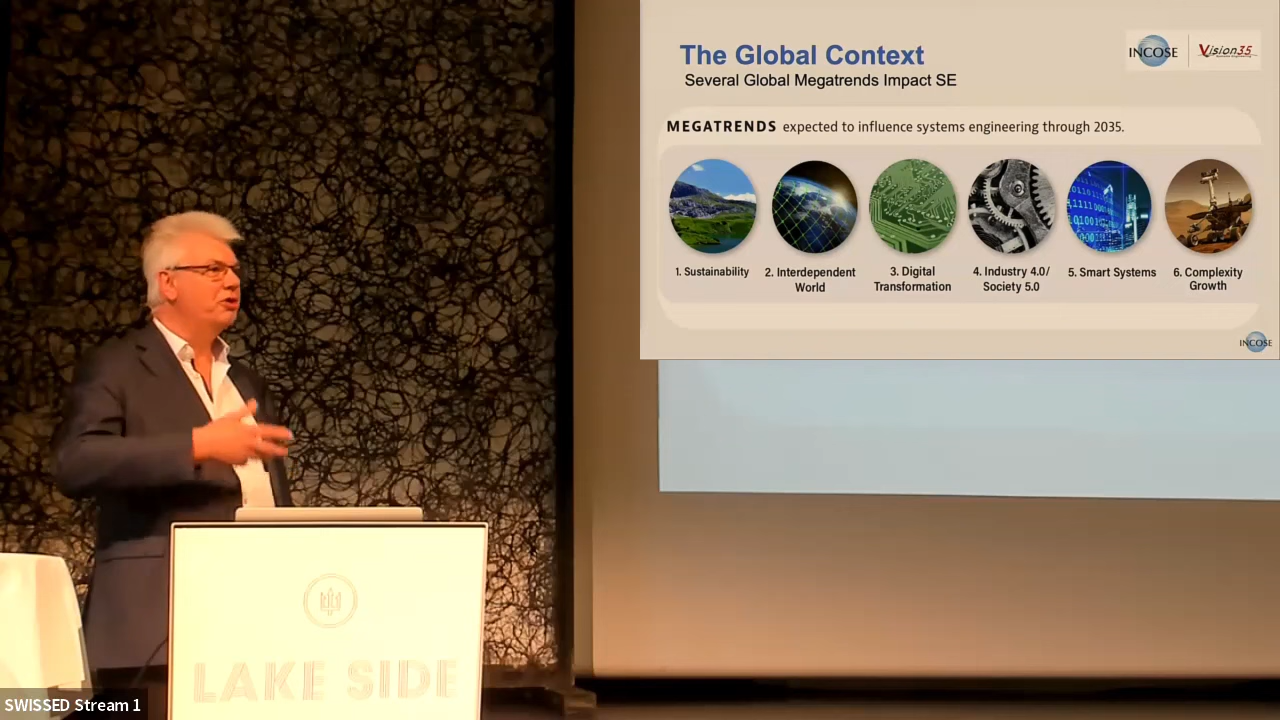 The Global Context
Several Global Megatrends Impact SE
INCOSE
Vision35
MEGATRENDS expected to influence systems engineering through 2035.
1. Sustainability
2. Interdependent
World
3. Digital
Transformation
4. Industry 4.0/
Society 5.0
5. Smart Systems
6. Complexity
Growth
INCOSE
LAKE SIDE
SWISSED Stream 1